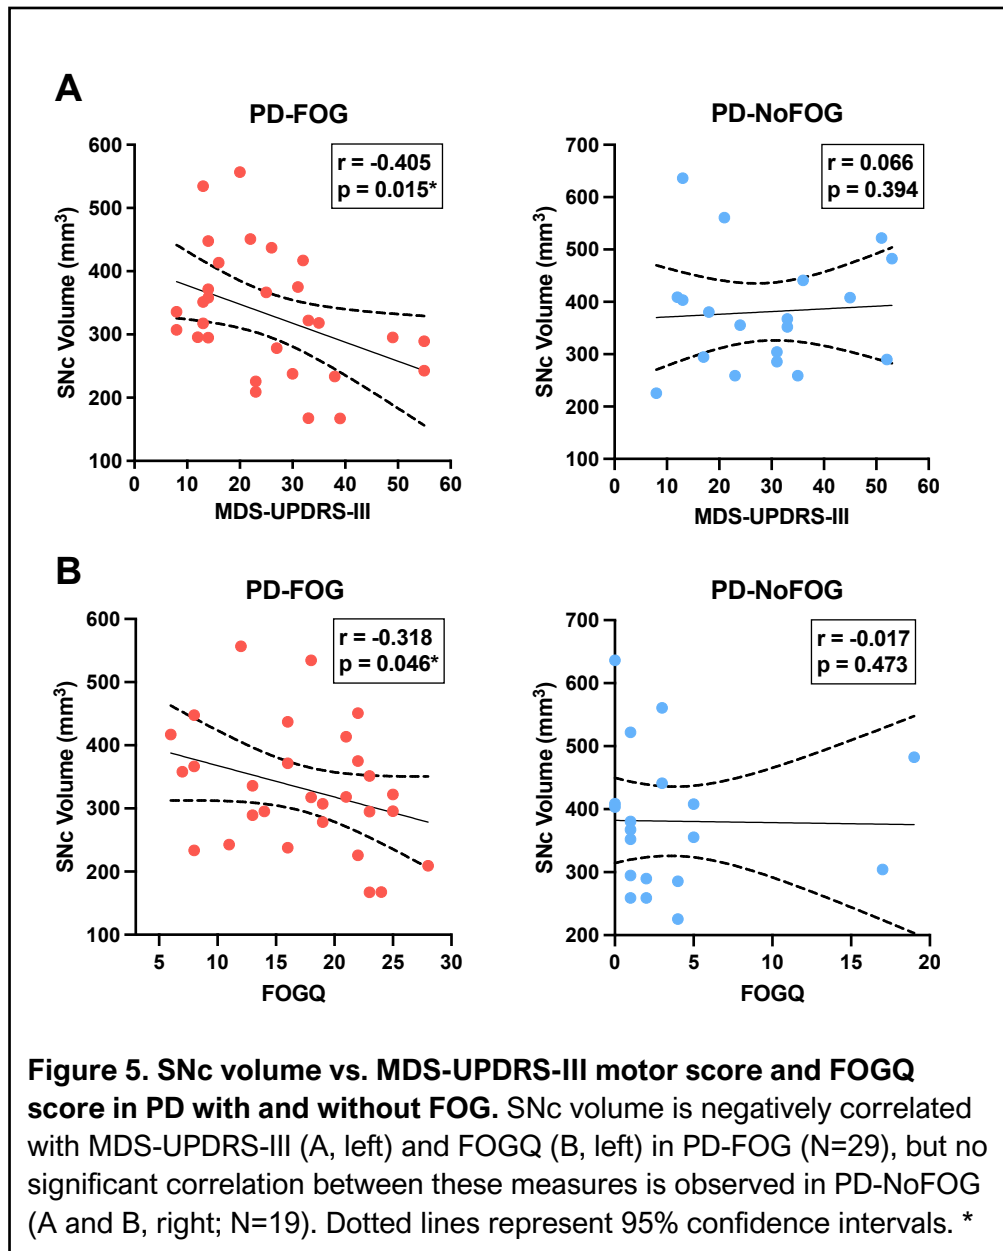 A
PD-FOG
r = -0.405
p = 0.015*
SNc Volume (mm³)
600
500
400
300
200
100
0 10 20 30 40 50 60
MDS-UPDRS-III
PD-NoFOG
r = 0.066
p = 0.394
SNc Volume (mm³)
700
600
500
400
300
200
100
0 10 20 30 40 50 60
MDS-UPDRS-III
B
PD-FOG
r = -0.318
p = 0.046*
SNc Volume (mm³)
600
500
400
300
200
100
5 10 15 20 25 30
FOGQ
PD-NoFOG
r = -0.017
p = 0.473
SNc Volume (mm³)
700
600
500
400
300
200
0 5 10 15 20
FOGQ
Figure 5. SNc volume vs. MDS-UPDRS-III motor score and FOGQ
score in PD with and without FOG. SNc volume is negatively correlated
with MDS-UPDRS-III (A, left) and FOGQ (B, left) in PD-FOG (N=29), but no
significant correlation between these measures is observed in PD-NoFOG
(A and B, right; N=19). Dotted lines represent 95% confidence intervals. *